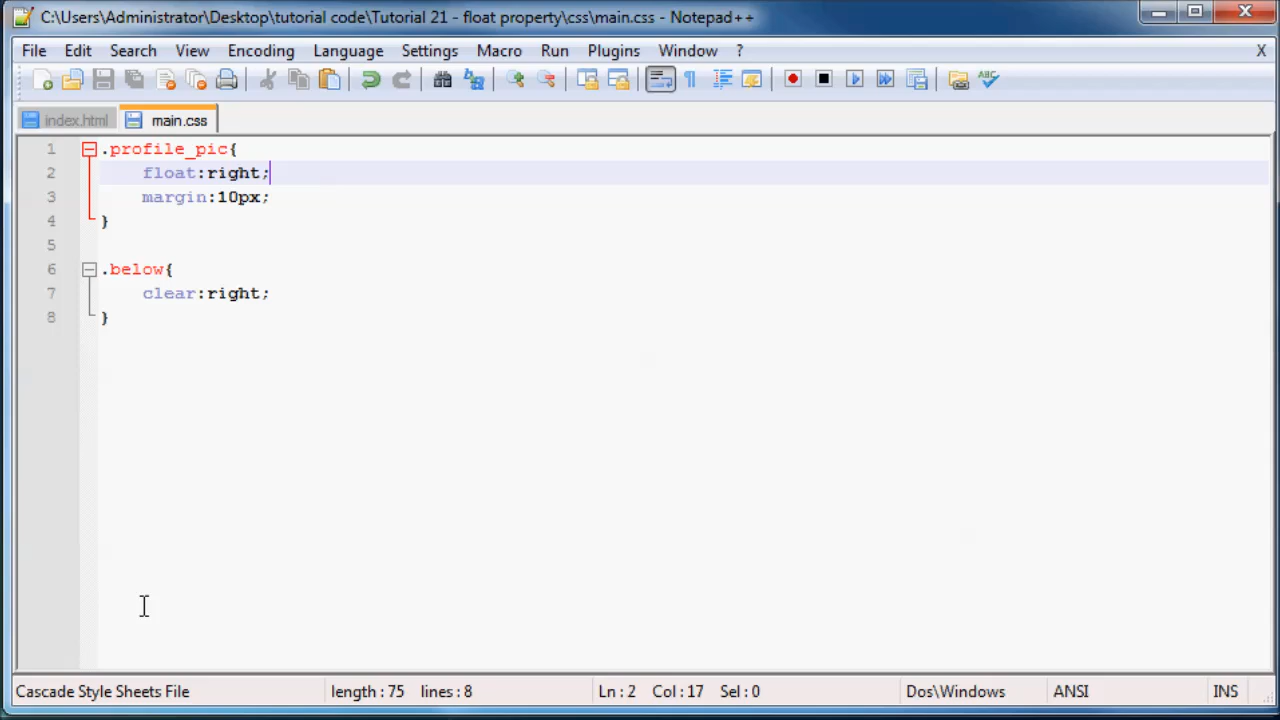 C:\Users\Administrator\Desktop\tutorial code\Tutorial 21 - float property\css\main.css - Notepad++
File Edit Search View Encoding Language Settings Macro Run Plugins Window ? X
index.html main.css
1 .profile_pic{
2 float:right;
3 margin:10px;
4 }
5
6 .below{
7 clear:right;
8 }
Cascade Style Sheets File length : 75 lines : 8 Ln : 2 Col : 17 Sel : 0 Dos\Windows ANSI INS